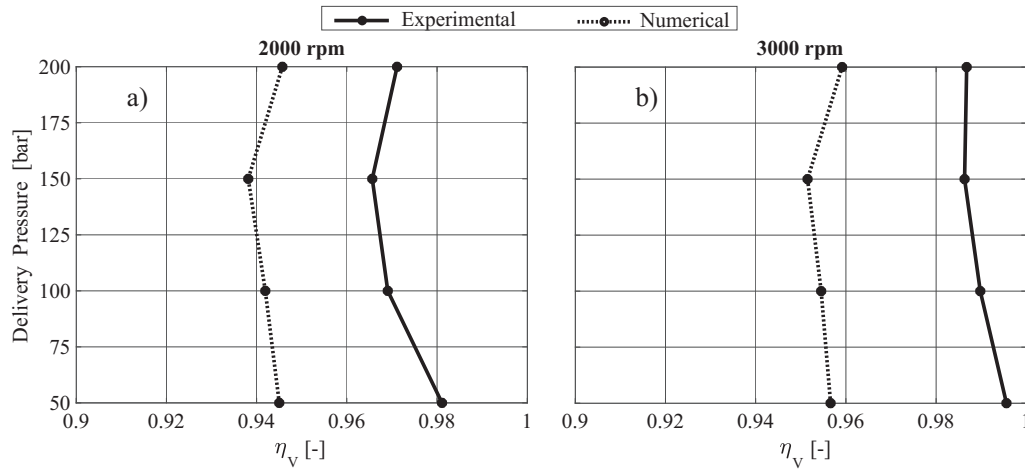 Experimental Numerical
2000 rpm 3000 rpm
a) b)
Delivery Pressure [bar]
200
175
150
125
100
75
50
0.9 0.92 0.94 0.96 0.98 1 0.9 0.92 0.94 0.96 0.98 1
η_V [-] η_V [-]